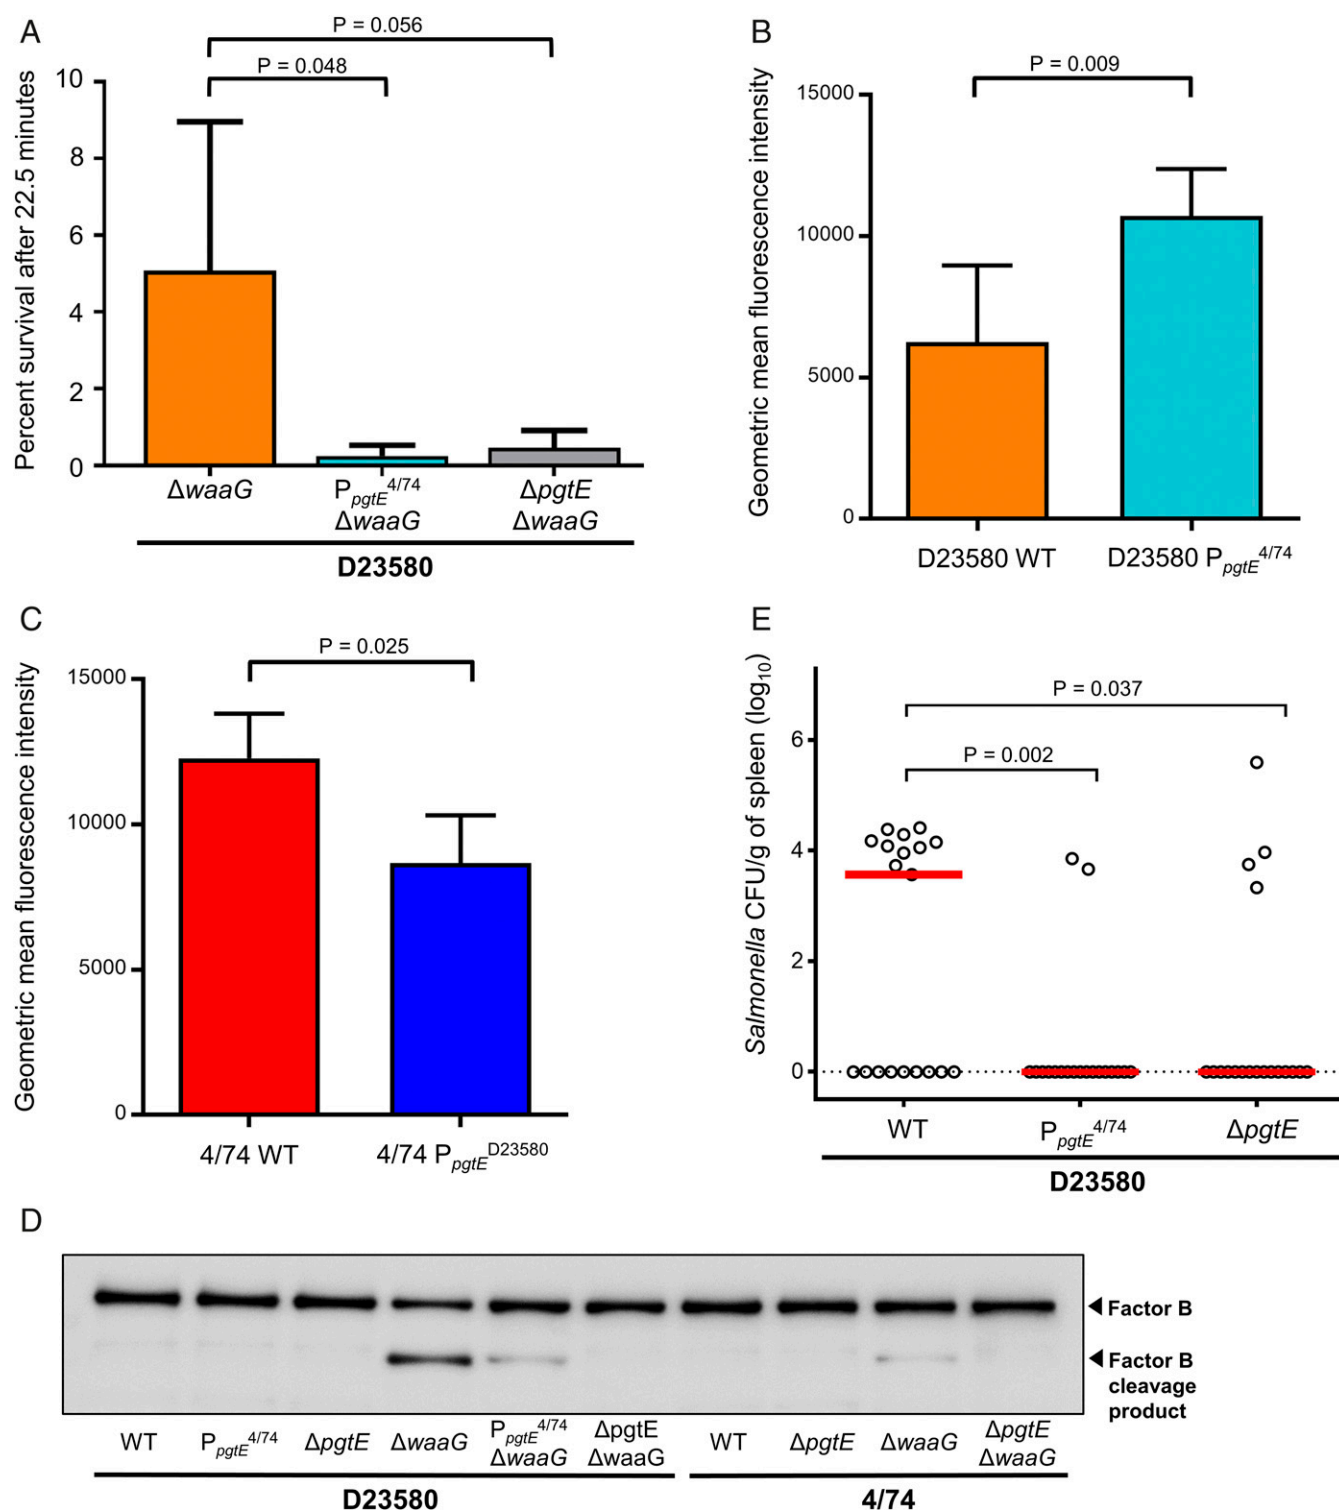 A
P = 0.056
P = 0.048
Percent survival after 22.5 minutes
10
8
6
4
2
0
ΔwaaG
PpgtE4/74
ΔwaaG
ΔpgtE
ΔwaaG
D23580
B
P = 0.009
Geometric mean fluorescence intensity
15000
10000
5000
0
D23580 WT
D23580 PpgtE4/74
C
P = 0.025
Geometric mean fluorescence intensity
15000
10000
5000
0
4/74 WT
4/74 PpgtED23580
E
P = 0.037
P = 0.002
Salmonella CFU/g of spleen (log10)
6
4
2
0
WT
PpgtE4/74
ΔpgtE
D23580
D
Factor B
Factor B
cleavage
product
WT
PpgtE4/74
ΔpgtE
ΔwaaG
PpgtE4/74
ΔwaaG
ΔpgtE
ΔwaaG
WT
ΔpgtE
ΔwaaG
ΔpgtE
ΔwaaG
D23580
4/74